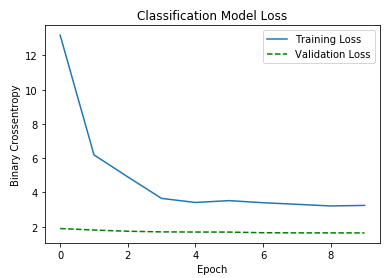 Classification Model Loss
Training Loss
Validation Loss
Binary Crossentropy
12
10
8
6
4
2
0
2
4
6
8
Epoch